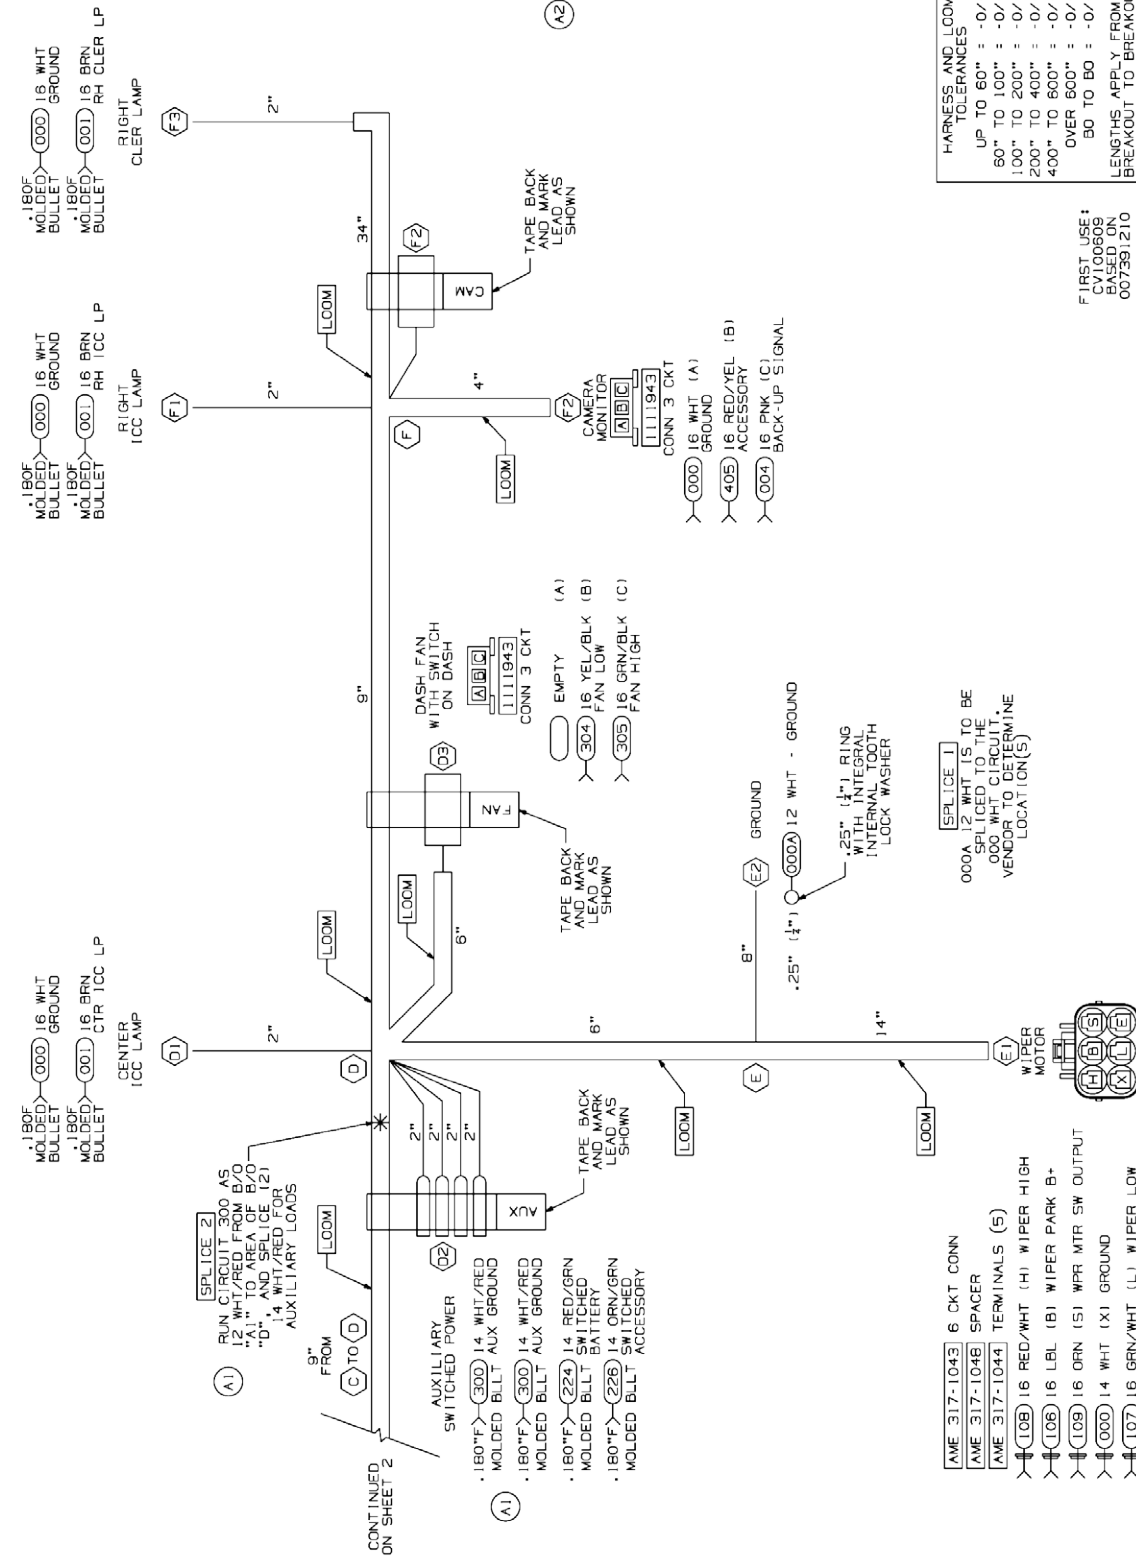 .180F
MOLDED
BULLET
000
16 WHT
GROUND
.180F
MOLDED
BULLET
001
16 BRN
CTR ICC LP
CENTER
ICC LAMP
D1
2"
.180F
MOLDED
BULLET
000
16 WHT
GROUND
.180F
MOLDED
BULLET
001
16 BRN
RH ICC LP
RIGHT
ICC LAMP
F1
2"
.180F
MOLDED
BULLET
000
16 WHT
GROUND
.180F
MOLDED
BULLET
001
16 BRN
RH CLER LP
RIGHT
CLER LAMP
F3
2"
A1
SPLICE 2
RUN CIRCUIT 300 AS
12 WHT/RED FROM B/O
"A1" TO AREA OF B/O
"D", AND SPLICE (2)
14 WHT/RED FOR
AUXILIARY LOADS
CONTINUED
ON SHEET 2
9"
FROM
C TO D
LOOM
D
LOOM
9"
LOOM
34"
A2
AUXILIARY
SWITCHED POWER
D2
2"
2"
2"
2"
AUX
TAPE BACK
AND MARK
LEAD AS
SHOWN
A1
.180"F
300
14 WHT/RED
MOLDED BLLT AUX GROUND
.180"F
300
14 WHT/RED
MOLDED BLLT AUX GROUND
.180"F
224
14 RED/GRN
MOLDED BLLT SWITCHED
BATTERY
.180"F
226
14 ORN/GRN
MOLDED BLLT SWITCHED
ACCESSORY
LOOM
6"
FAN
TAPE BACK
AND MARK
LEAD AS
SHOWN
D3
DASH FAN
WITH SWITCH
ON DASH
A B C
1111943
CONN 3 CKT
EMPTY (A)
304
16 YEL/BLK (B)
FAN LOW
305
16 GRN/BLK (C)
FAN HIGH
F
F2
CAM
TAPE BACK
AND MARK
LEAD AS
SHOWN
LOOM
4"
F2
CAMERA
MONITOR
A B C
1111943
CONN 3 CKT
000
16 WHT (A)
GROUND
405
16 RED/YEL (B)
ACCESSORY
004
16 PNK (C)
BACK-UP SIGNAL
6"
LOOM
E
8"
E2
GROUND
.25" (¼")
000A
12 WHT - GROUND
.25" (¼") RING
WITH INTEGRAL
INTERNAL TOOTH
LOCK WASHER
LOOM
14"
E1
WIPER
MOTOR
H B S
X L E
SPLICE 1
000A 12 WHT IS TO BE
SPLICED TO THE
000 WHT CIRCUIT.
VENDOR TO DETERMINE
LOCATION(S)
AME 317-1043
6 CKT CONN
AME 317-1048
SPACER
AME 317-1044
TERMINALS (5)
108
16 RED/WHT (H) WIPER HIGH
106
16 LBL (B) WIPER PARK B+
109
16 ORN (S) WPR MTR SW OUTPUT
000
14 WHT (X) GROUND
107
16 GRN/WHT (L) WIPER LOW
FIRST USE:
CV100609
BASED ON
007391210
HARNESS AND LOOM
TOLERANCES
UP TO 60" = -0/
60" TO 100" = -0/
100" TO 200" = -0/
200" TO 400" = -0/
400" TO 600" = -0/
OVER 600" = -0/
BO TO BO = -0/
LENGTHS APPLY FROM
BREAKOUT TO BREAKOU